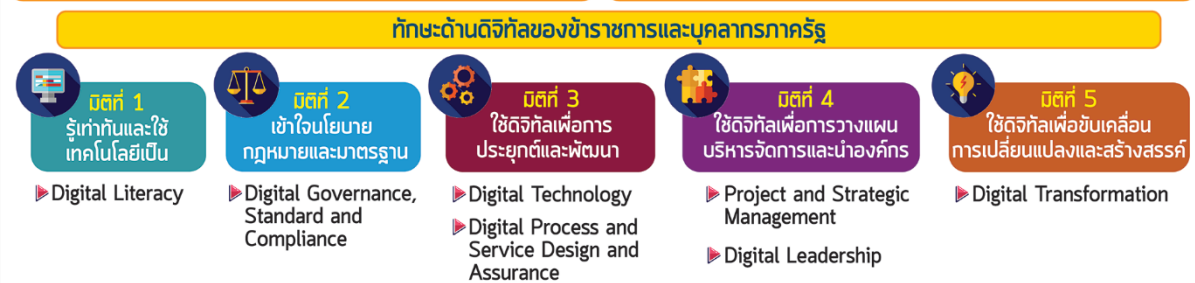 ทักษะด้านดิจิทัลของข้าราชการและบุคลากรภาครัฐ
มิติที่ 1
รู้เท่าทันและใช้
เทคโนโลยีเป็น
Digital Literacy
มิติที่ 2
เข้าใจนโยบาย
กฎหมายและมาตรฐาน
Digital Governance,
Standard and
Compliance
มิติที่ 3
ใช้ดิจิทัลเพื่อการ
ประยุกต์และพัฒนา
Digital Technology
Digital Process and
Service Design and
Assurance
มิติที่ 4
ใช้ดิจิทัลเพื่อการวางแผน
บริหารจัดการและนำองค์กร
Project and Strategic
Management
Digital Leadership
มิติที่ 5
ใช้ดิจิทัลเพื่อขับเคลื่อน
การเปลี่ยนแปลงและสร้างสรรค์
Digital Transformation